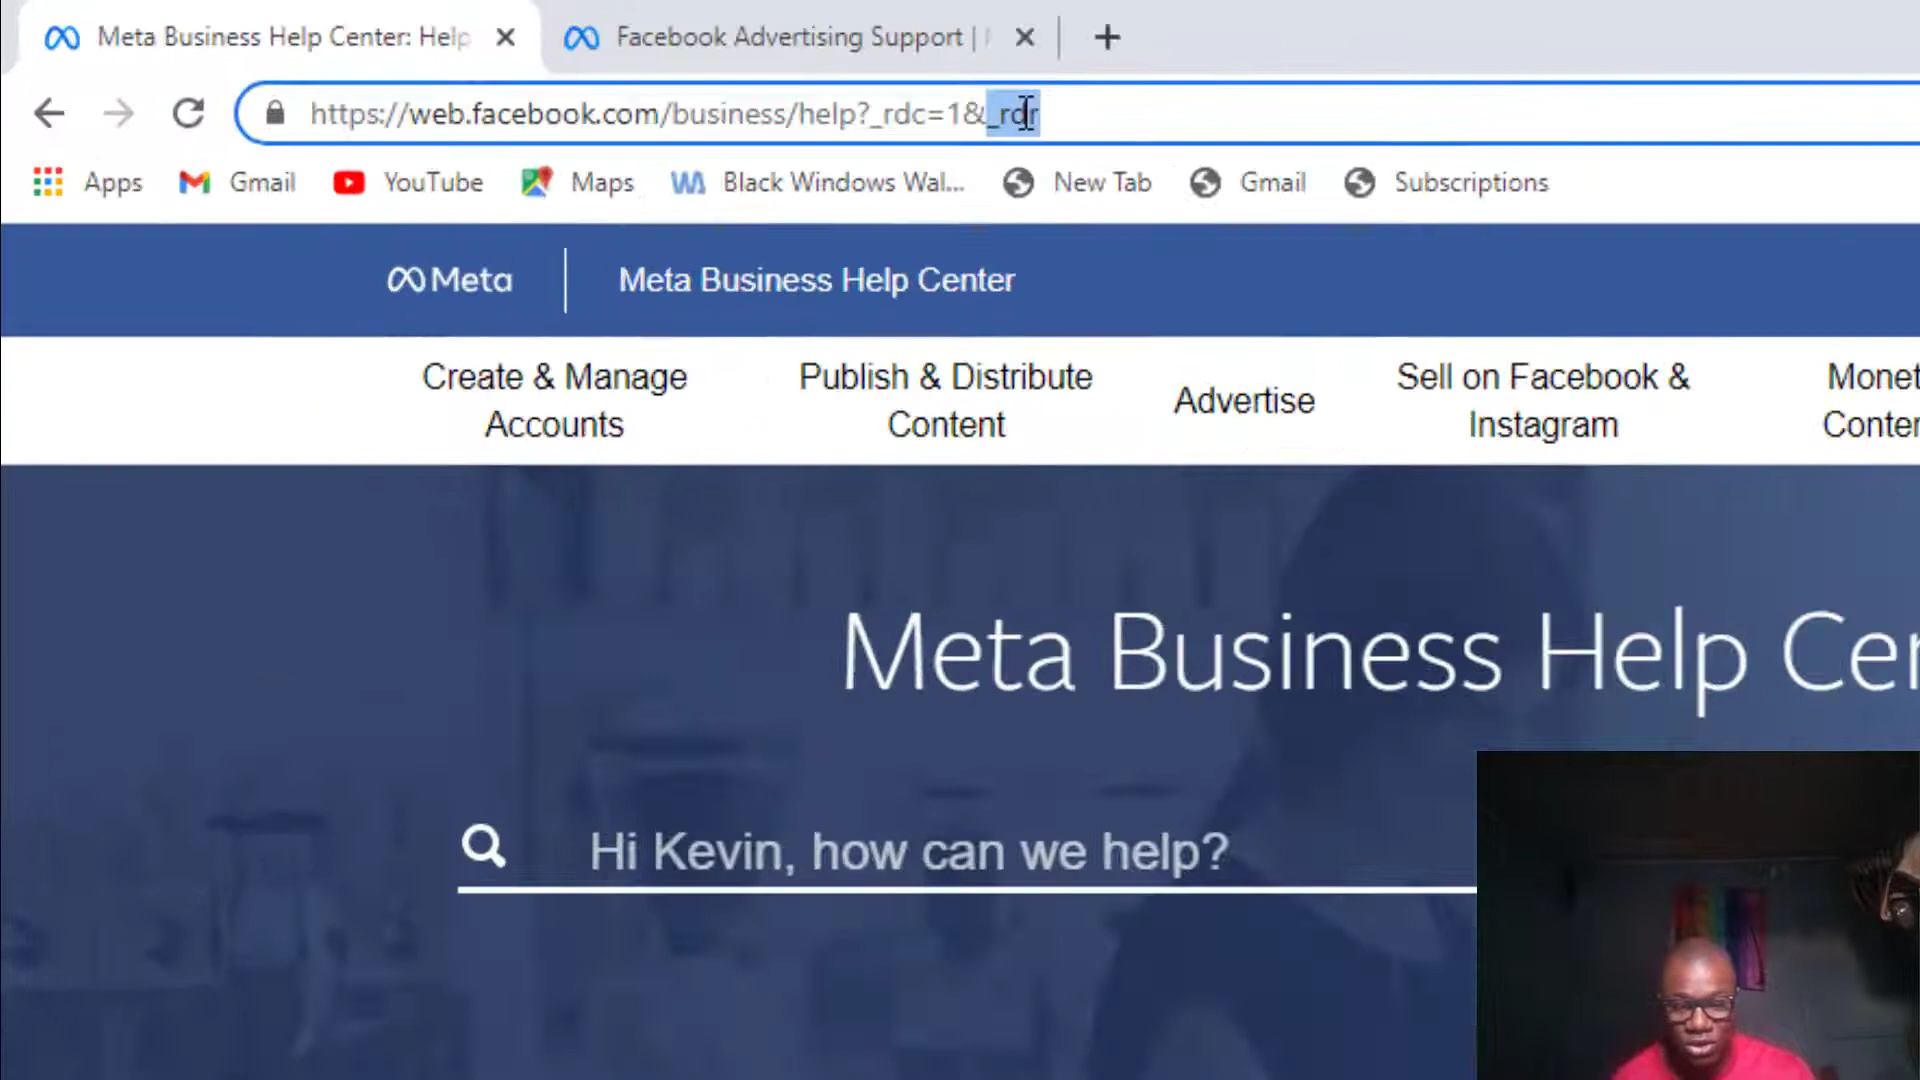 Meta Business Help Center: Help
Facebook Advertising Support |
https://web.facebook.com/business/help?_rdc=1&_rdr
Apps
Gmail
YouTube
Maps
Black Windows Wal...
New Tab
Gmail
Subscriptions
Meta
Meta Business Help Center
Create & Manage
Accounts
Publish & Distribute
Content
Advertise
Sell on Facebook &
Instagram
Monet
Conter
Meta Business Help Cer
Hi Kevin, how can we help?